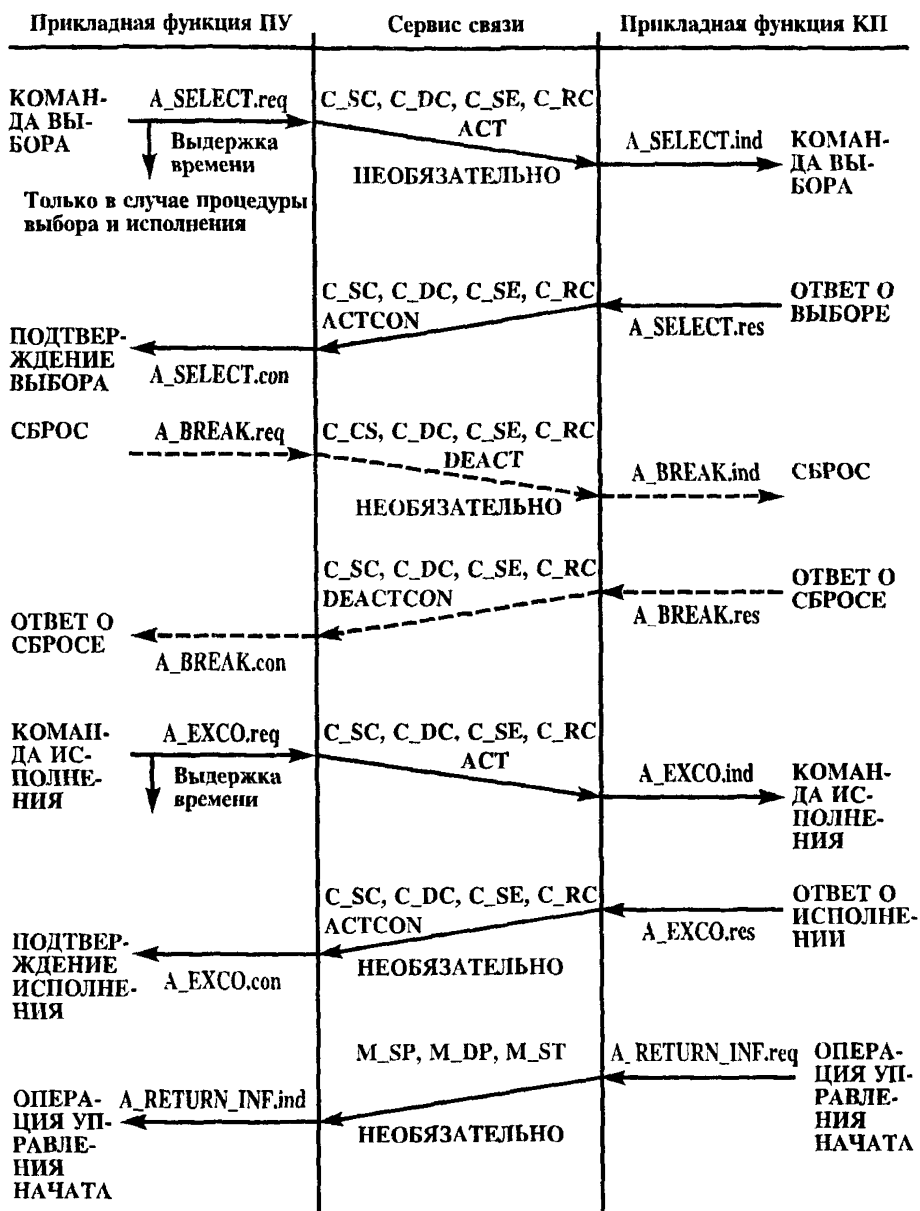 Прикладная функция ПУ
Сервис связи
Прикладная функция КП
КОМАН-
ДА ВЫ-
БОРА
A_SELECT.req
Выдержка
времени
Только в случае процедуры
выбора и исполнения
C_SC, C_DC, C_SE, C_RC
ACT
НЕОБЯЗАТЕЛЬНО
A_SELECT.ind
КОМАН-
ДА ВЫ-
БОРА
C_SC, C_DC, C_SE, C_RC
ACTCON
ОТВЕТ О
ВЫБОРЕ
A_SELECT.res
ПОДТВЕР-
ЖДЕНИЕ
ВЫБОРА
A_SELECT.con
СБРОС
A_BREAK.req
C_CS, C_DC, C_SE, C_RC
DEACT
НЕОБЯЗАТЕЛЬНО
A_BREAK.ind
СБРОС
C_SC, C_DC, C_SE, C_RC
DEACTCON
ОТВЕТ О
СБРОСЕ
A_BREAK.res
ОТВЕТ О
СБРОСЕ
A_BREAK.con
КОМАН-
ДА ИС-
ПОЛНЕ-
НИЯ
A_EXCO.req
Выдержка
времени
C_SC, C_DC, C_SE, C_RC
ACT
A_EXCO.ind
КОМАН-
ДА ИС-
ПОЛНЕ-
НИЯ
C_SC, C_DC, C_SE, C_RC
ACTCON
НЕОБЯЗАТЕЛЬНО
ОТВЕТ О
ИСПОЛНЕ-
НИИ
A_EXCO.res
ПОДТВЕР-
ЖДЕНИЕ
ИСПОЛНЕ-
НИЯ
A_EXCO.con
M_SP, M_DP, M_ST
НЕОБЯЗАТЕЛЬНО
A_RETURN_INF.req
ОПЕРА-
ЦИЯ УП-
РАВЛЕ-
НИЯ
НАЧАТА
ОПЕРА-
ЦИЯ УП-
РАВЛЕ-
НИЯ
НАЧАТА
A_RETURN_INF.ind